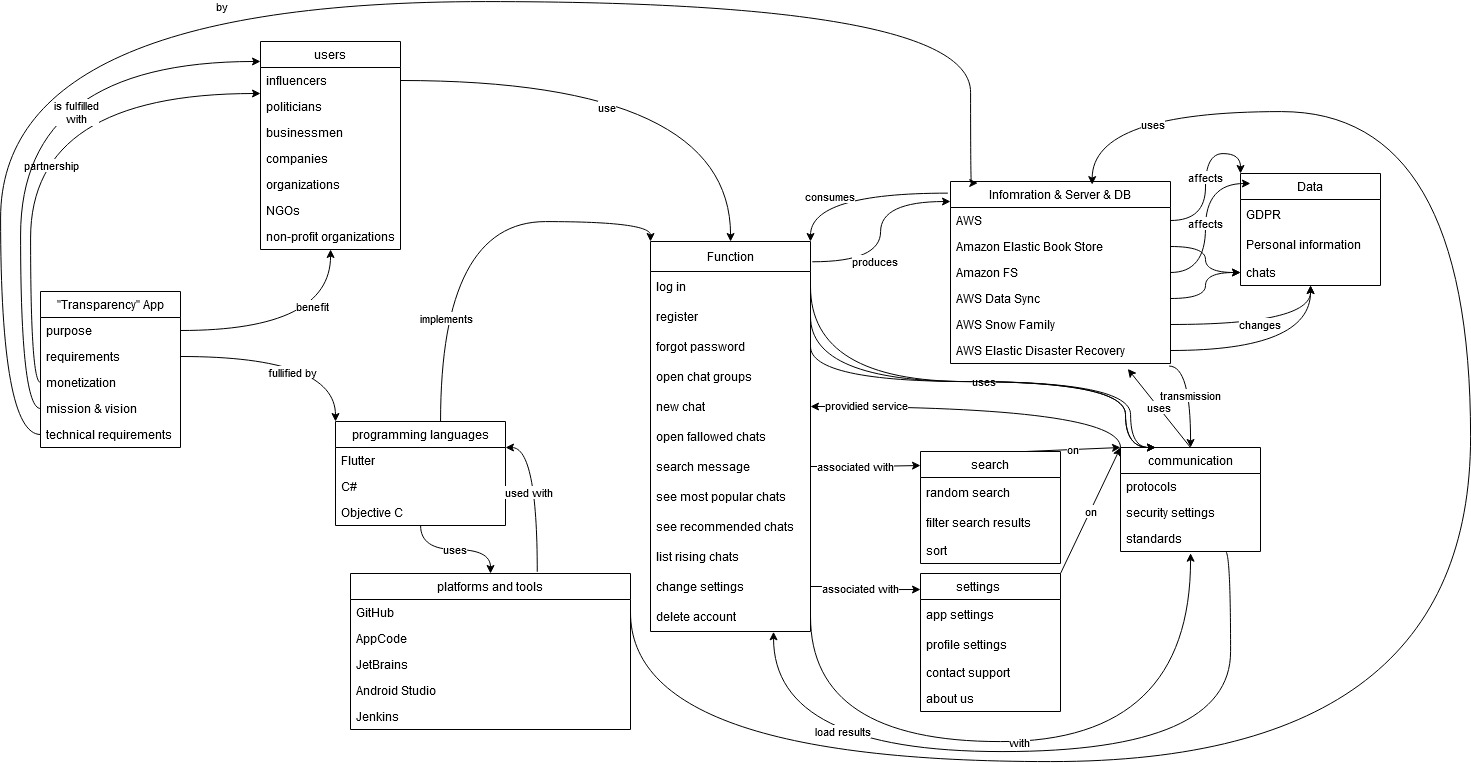 by
users
influencers
politicians
businessmen
companies
organizations
NGOs
non-profit organizations
is fulfilled
with
partnership
use
"Transparency" App
purpose
requirements
monetization
mission & vision
technical requirements
benefit
fullified by
implements
programming languages
Flutter
C#
Objective C
used with
uses
platforms and tools
GitHub
AppCode
JetBrains
Android Studio
Jenkins
Function
log in
register
forgot password
open chat groups
new chat
open fallowed chats
search message
see most popular chats
see recommended chats
list rising chats
change settings
delete account
consumes
produces
Infomration & Server & DB
AWS
Amazon Elastic Book Store
Amazon FS
AWS Data Sync
AWS Snow Family
AWS Elastic Disaster Recovery
uses
affects
affects
changes
Data
GDPR
Personal information
chats
uses
transmission
uses
providied service
associated with
on
search
random search
filter search results
sort
communication
protocols
security settings
standards
on
associated with
settings
app settings
profile settings
contact support
about us
load results
with